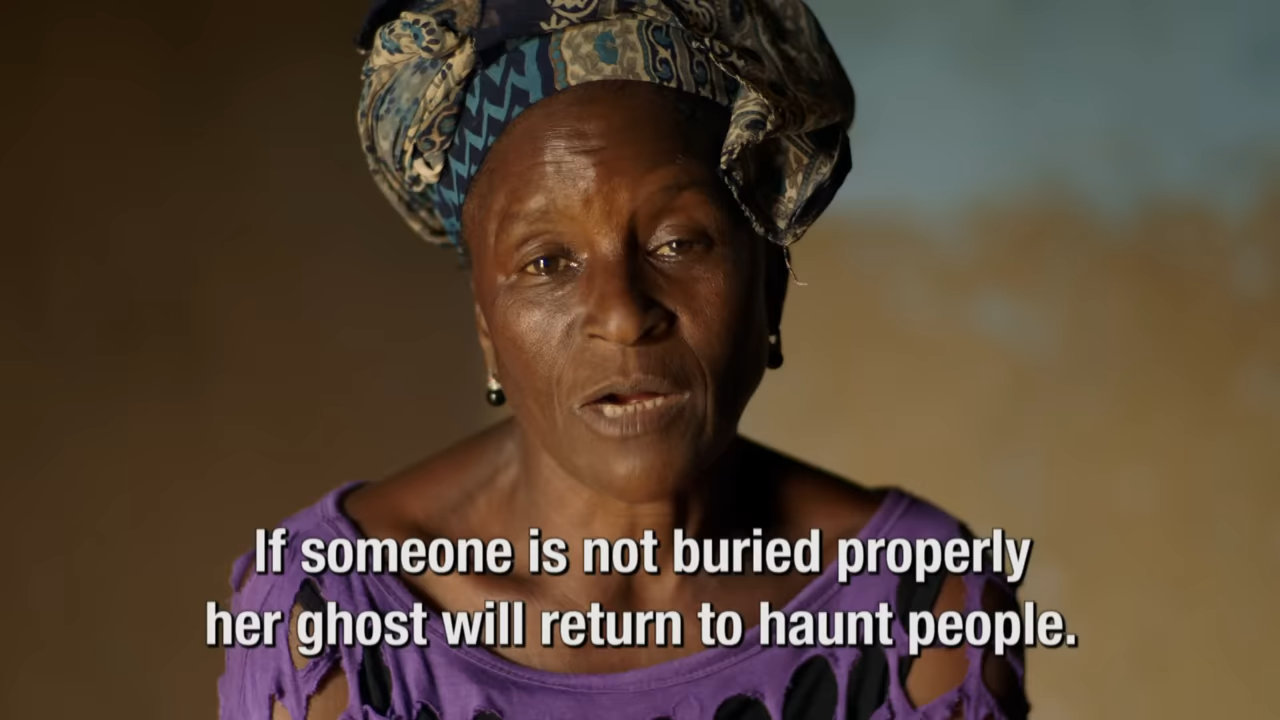 If someone is not buried properly
her ghost will return to haunt people.